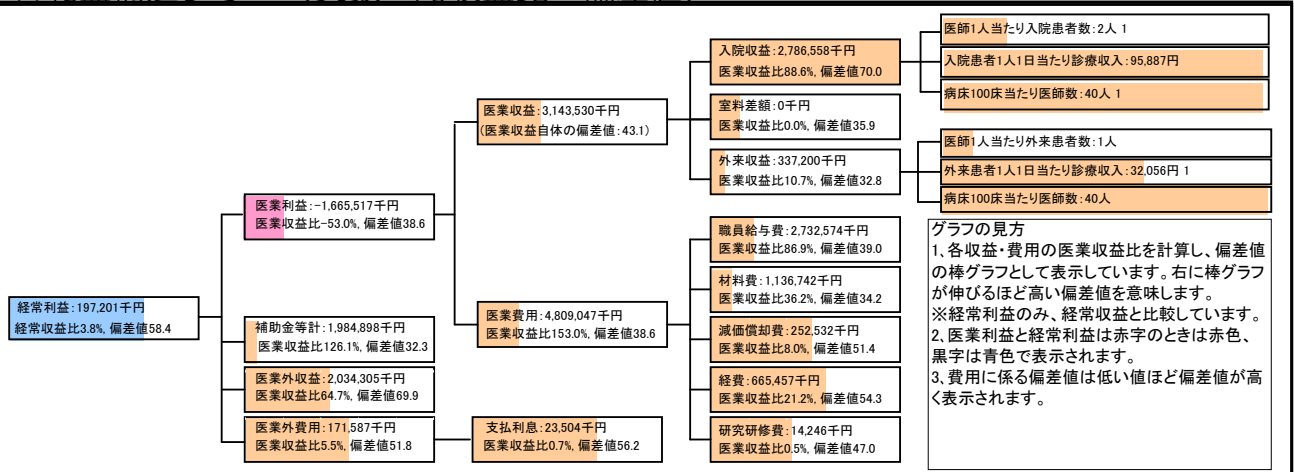 経常利益:197,201千円
経常収益比3.8%, 偏差値58.4
医業利益:-1,665,517千円
医業収益比-53.0%, 偏差値38.6
補助金等計:1,984,898千円
医業収益比126.1%, 偏差値32.3
医業外収益:2,034,305千円
医業収益比64.7%, 偏差値69.9
医業外費用:171,587千円
医業収益比5.5%, 偏差値51.8
医業収益:3,143,530千円
(医業収益自体の偏差値:43.1)
医業費用:4,809,047千円
医業収益比153.0%, 偏差値38.6
支払利息:23,504千円
医業収益比0.7%, 偏差値56.2
入院収益:2,786,558千円
医業収益比88.6%, 偏差値70.0
室料差額:0千円
医業収益比0.0%, 偏差値35.9
外来収益:337,200千円
医業収益比10.7%, 偏差値32.8
職員給与費:2,732,574千円
医業収益比86.9%, 偏差値39.0
材料費:1,136,742千円
医業収益比36.2%, 偏差値34.2
減価償却費:252,532千円
医業収益比8.0%, 偏差値51.4
経費:665,457千円
医業収益比21.2%, 偏差値54.3
研究研修費:14,246千円
医業収益比0.5%, 偏差値47.0
医師1人当たり入院患者数:2人 1
入院患者1人1日当たり診療収入:95,887円
病床100床当たり医師数:40人 1
医師1人当たり外来患者数:1人
外来患者1人1日当たり診療収入:32,056円 1
病床100床当たり医師数:40人
グラフの見方
1、各収益・費用の医業収益比を計算し、偏差値
の棒グラフとして表示しています。右に棒グラフ
が伸びるほど高い偏差値を意味します。
※経常利益のみ、経常収益と比較しています。
2、医業利益と経常利益は赤字のときは赤色、
黒字は青色で表示されます。
3、費用に係る偏差値は低い値ほど偏差値が高
く表示されます。